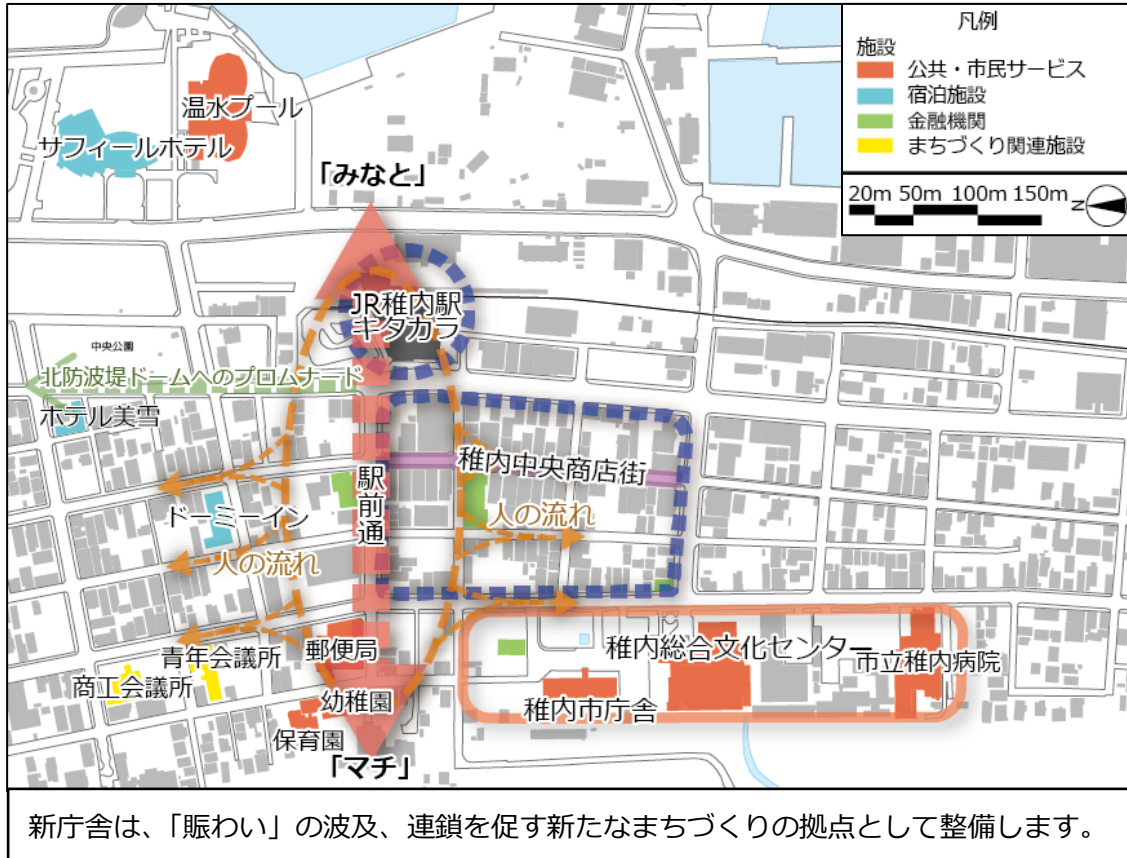 凡例
施設
公共・市民サービス
宿泊施設
金融機関
まちづくり関連施設
20m 50m 100m 150m
N
温水プール
サフィールホテル
「みなと」
JR稚内駅
キタカラ
中央公園
北防波堤ドームへのプロムナード
ホテル美雪
稚内中央商店街
駅前通
ドーミーイン
人の流れ
人の流れ
青年会議所
郵便局
商工会議所
幼稚園
保育園
「マチ」
稚内総合文化センター
市立稚内病院
稚内市庁舎
新庁舎は、「賑わい」の波及、連鎖を促す新たなまちづくりの拠点として整備します。